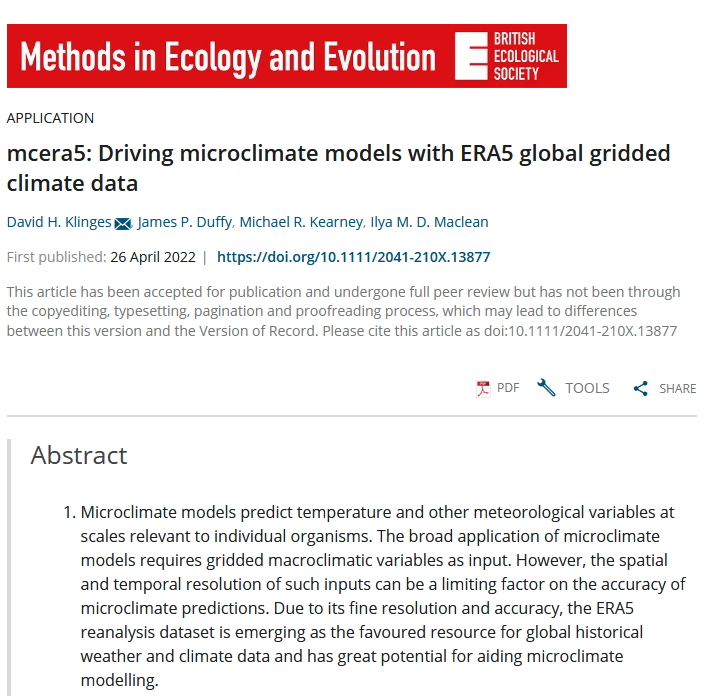 Methods in Ecology and Evolution
BRITISH
ECOLOGICAL
SOCIETY
APPLICATION
mcera5: Driving microclimate models with ERA5 global gridded
climate data
David H. Klinges, James P. Duffy, Michael R. Kearney, Ilya M. D. Maclean
First published: 26 April 2022 | https://doi.org/10.1111/2041-210X.13877
This article has been accepted for publication and undergone full peer review but has not been through
the copyediting, typesetting, pagination and proofreading process, which may lead to differences
between this version and the Version of Record. Please cite this article as doi:10.1111/2041-210X.13877
PDF TOOLS SHARE
Abstract
1. Microclimate models predict temperature and other meteorological variables at
scales relevant to individual organisms. The broad application of microclimate
models requires gridded macroclimatic variables as input. However, the spatial
and temporal resolution of such inputs can be a limiting factor on the accuracy of
microclimate predictions. Due to its fine resolution and accuracy, the ERA5
reanalysis dataset is emerging as the favoured resource for global historical
weather and climate data and has great potential for aiding microclimate
modelling.